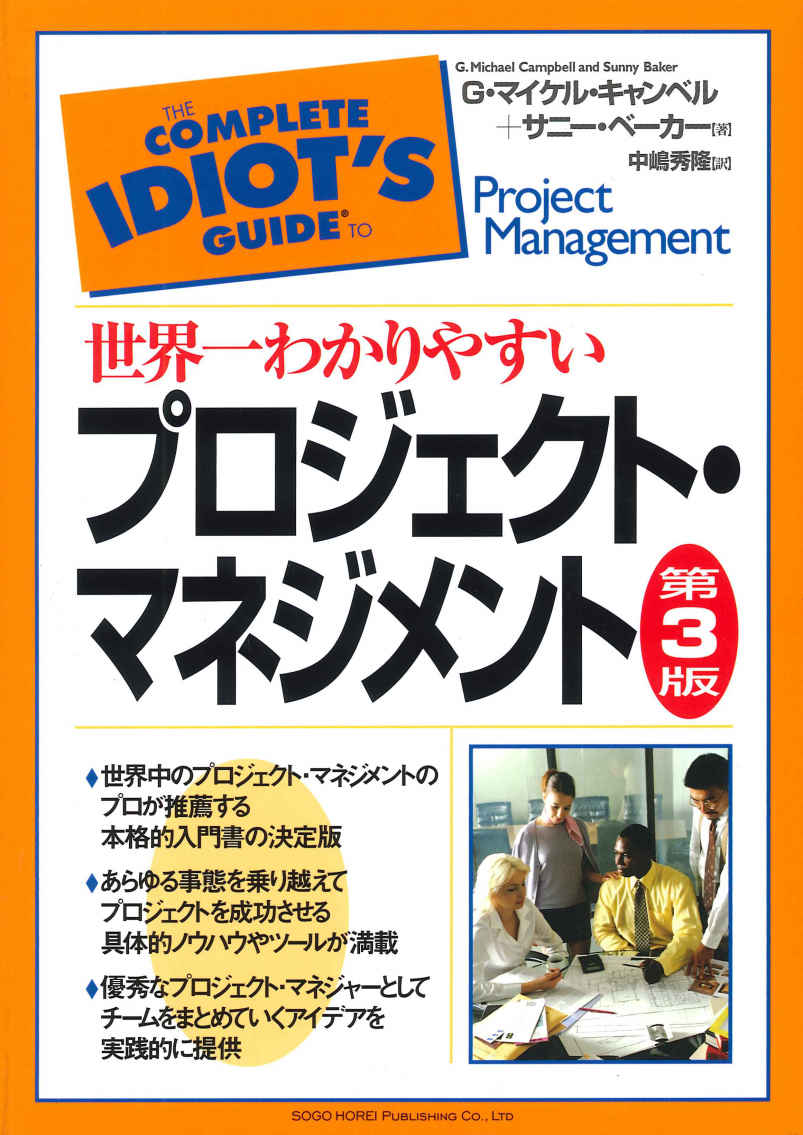 THE
COMPLETE
IDIOT'S
GUIDE® TO
G. Michael Campbell and Sunny Baker
G・マイケル・キャンベル
＋サニー・ベーカー[著]
中嶋秀隆[訳]
Project
Management
世界一わかりやすい
プロジェクト・
マネジメント
第
3
版
♦世界中のプロジェクト・マネジメントの
プロが推薦する
本格的入門書の決定版
♦あらゆる事態を乗り越えて
プロジェクトを成功させる
具体的ノウハウやツールが満載
♦優秀なプロジェクト・マネジャーとして
チームをまとめていくアイデアを
実践的に提供
SOGO HOREI PUBLISHING CO., LTD